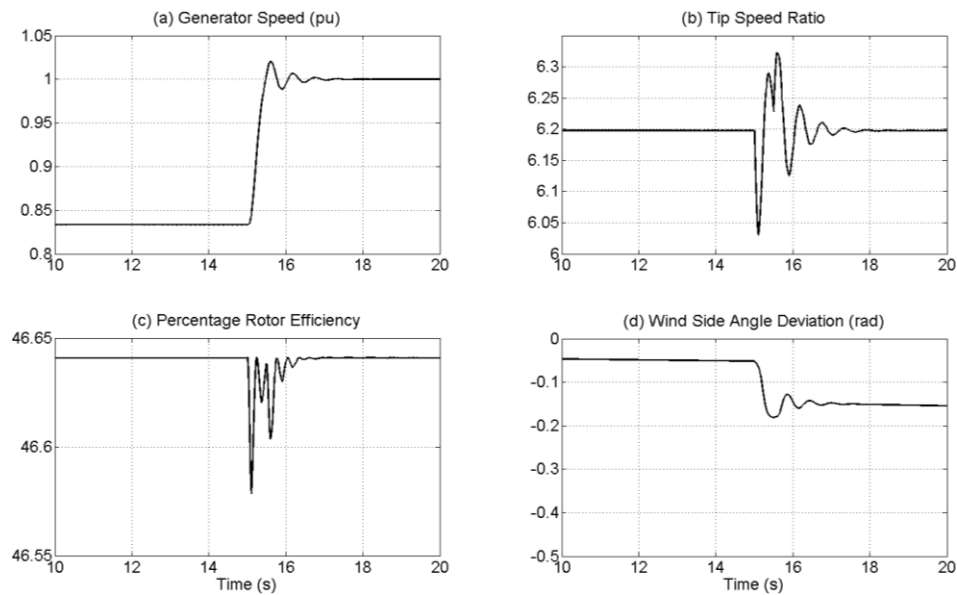 (a) Generator Speed (pu)
1.05
1
0.95
0.9
0.85
0.8
10 12 14 16 18 20
(b) Tip Speed Ratio
6.3
6.25
6.2
6.15
6.1
6.05
6
10 12 14 16 18 20
(c) Percentage Rotor Efficiency
46.65
46.6
46.55
10 12 14 16 18 20
Time (s)
(d) Wind Side Angle Deviation (rad)
0
-0.1
-0.2
-0.3
-0.4
-0.5
10 12 14 16 18 20
Time (s)